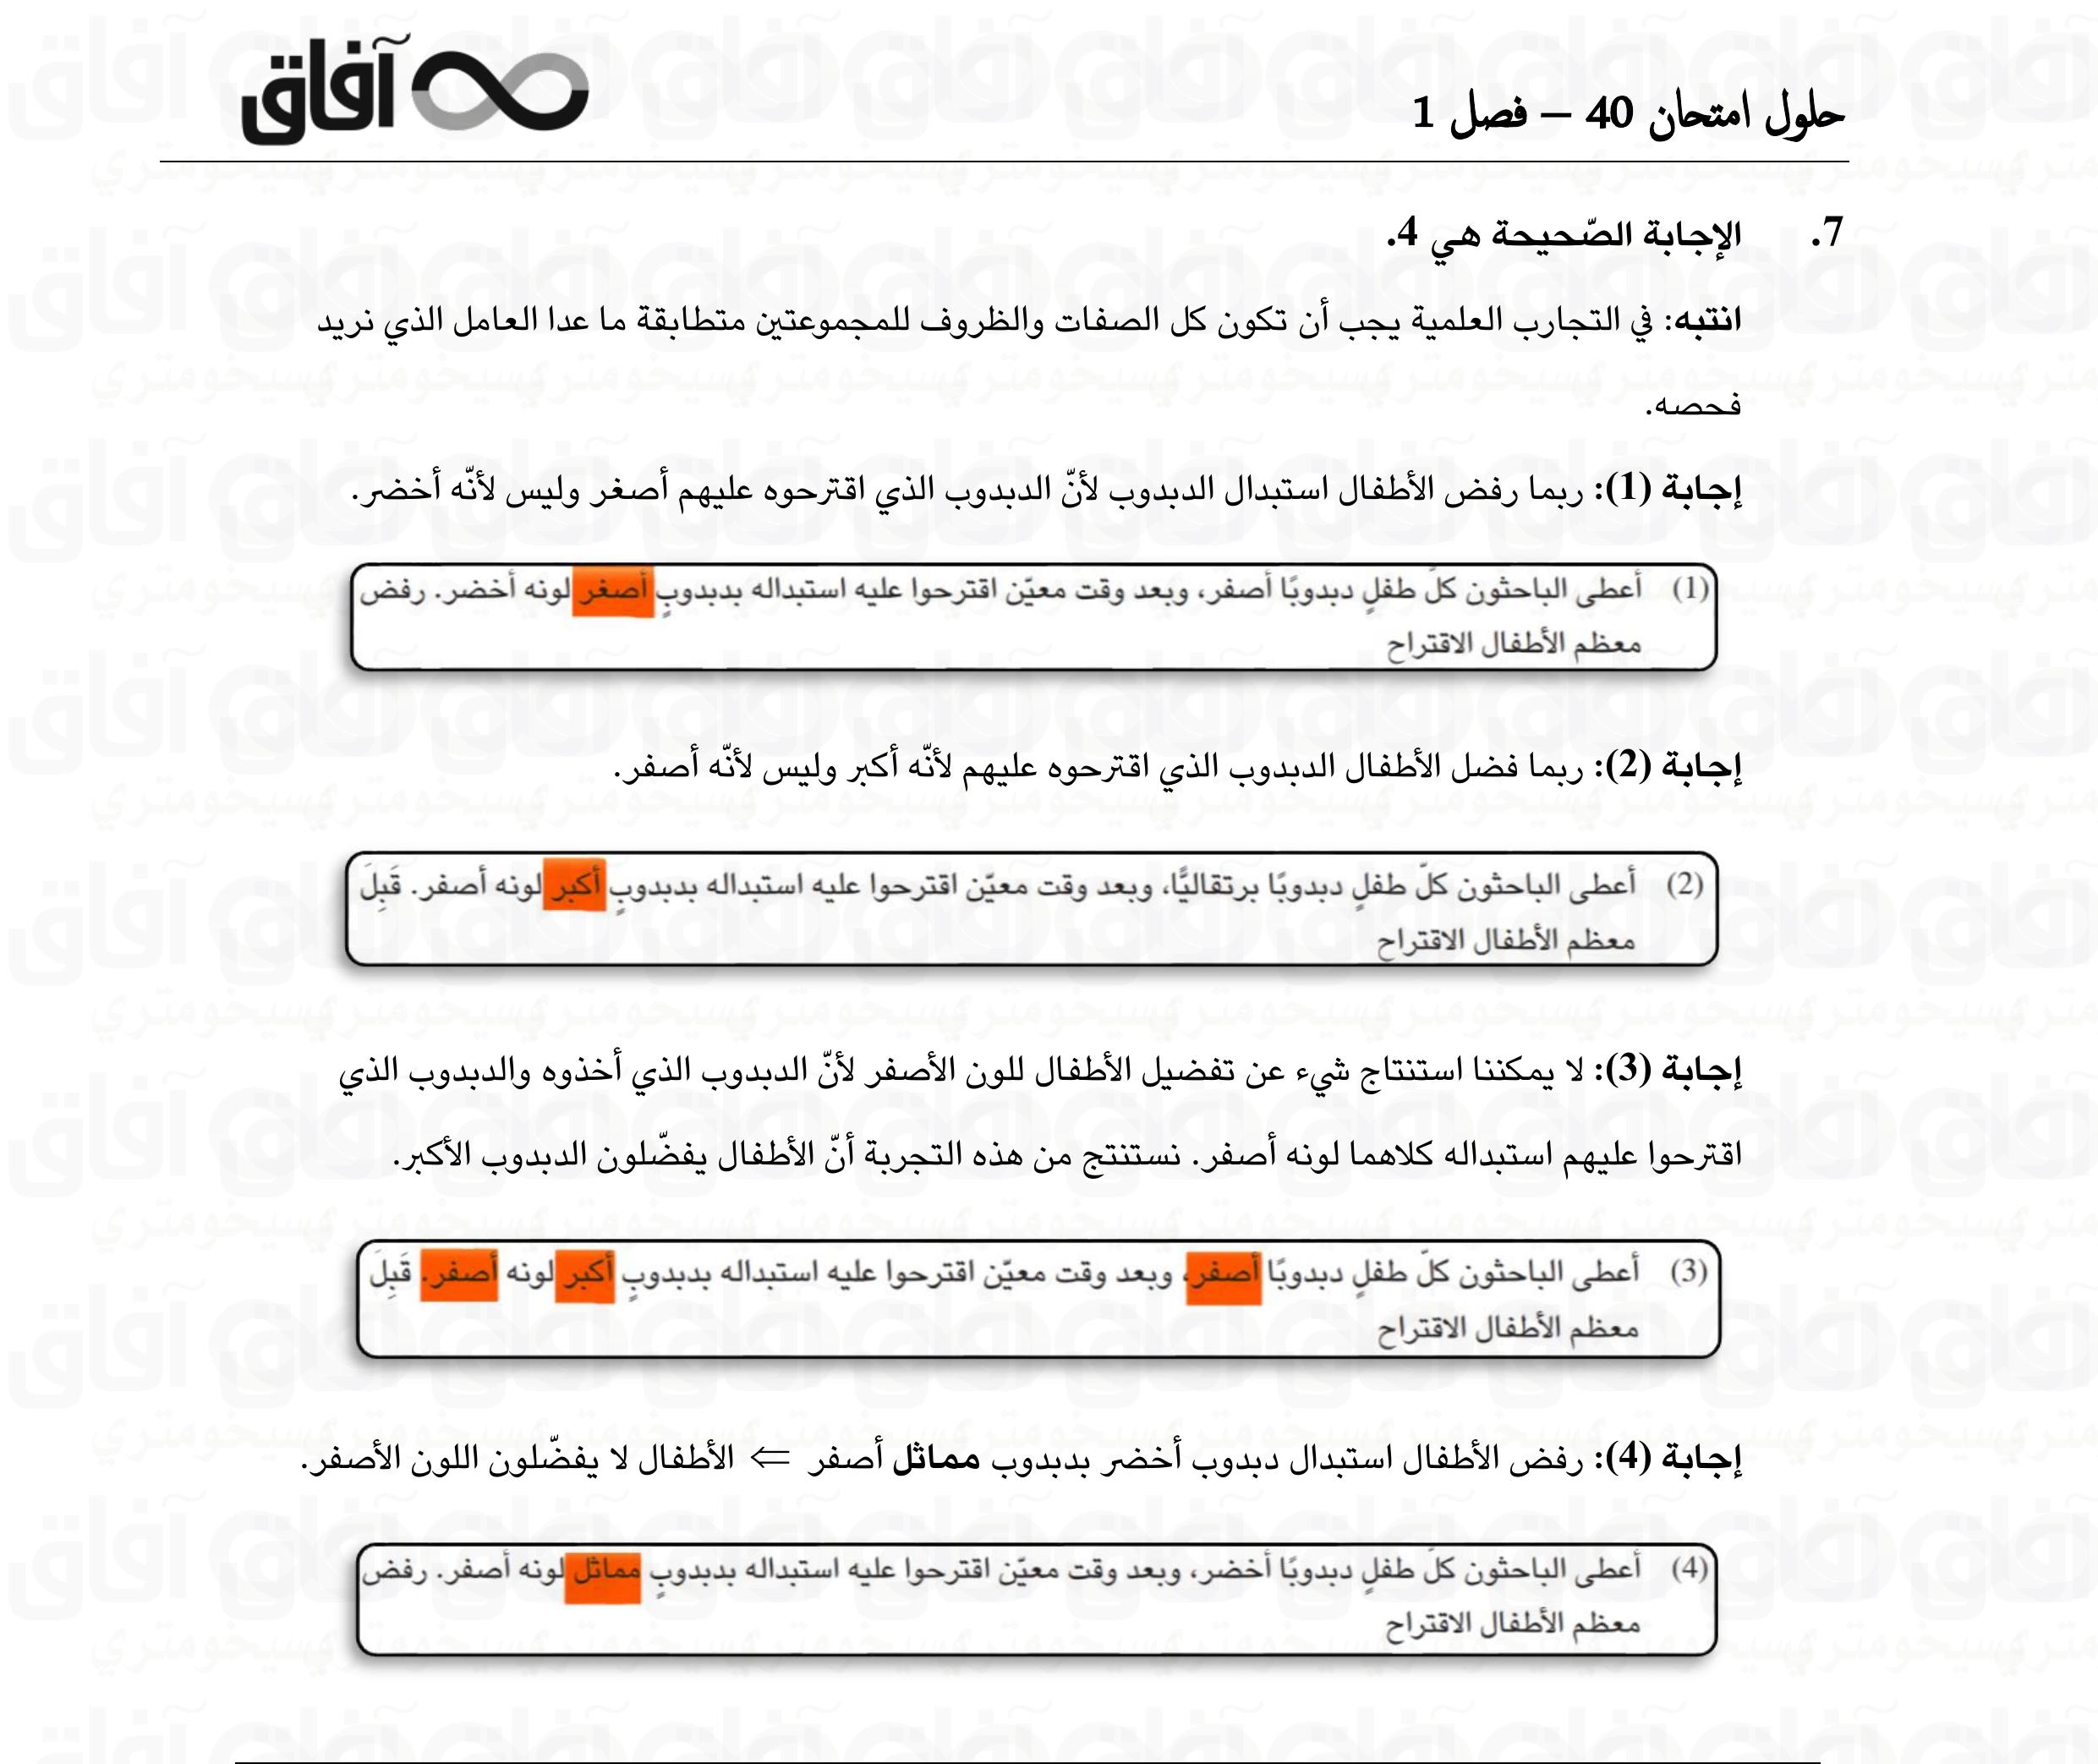 آفاق
حلول امتحان 40 – فصل 1
7. الإجابة الصّحيحة هي 4.
انتبه: في التجارب العلمية يجب أن تكون كل الصفات والظروف للمجموعتين متطابقة ما عدا العامل الذي نريد
فحصه.
إجابة (1): ربما رفض الأطفال استبدال الدبدوب لأنّ الدبدوب الذي اقترحوه عليهم أصغر وليس لأنّه أخضر.
(1) أعطى الباحثون كلّ طفلٍ دبدوبًا أصفر، وبعد وقت معيّن اقترحوا عليه استبداله بدبدوبٍ أصغر لونه أخضر. رفض
معظم الأطفال الاقتراح
إجابة (2): ربما فضل الأطفال الدبدوب الذي اقترحوه عليهم لأنّه أكبر وليس لأنّه أصفر.
(2) أعطى الباحثون كلّ طفلٍ دبدوبًا برتقاليًّا، وبعد وقت معيّن اقترحوا عليه استبداله بدبدوبٍ أكبر لونه أصفر. قَبِلَ
معظم الأطفال الاقتراح
إجابة (3): لا يمكننا استنتاج شيء عن تفضيل الأطفال للون الأصفر لأنّ الدبدوب الذي أخذوه والدبدوب الذي
اقترحوا عليهم استبداله كلاهما لونه أصفر. نستنتج من هذه التجربة أنّ الأطفال يفضّلون الدبدوب الأكبر.
(3) أعطى الباحثون كلّ طفلٍ دبدوبًا أصفر، وبعد وقت معيّن اقترحوا عليه استبداله بدبدوبٍ أكبر لونه أصفر. قَبِلَ
معظم الأطفال الاقتراح
إجابة (4): رفض الأطفال استبدال دبدوب أخضر بدبدوب مماثل أصفر ⇐ الأطفال لا يفضّلون اللون الأصفر.
(4) أعطى الباحثون كلّ طفلٍ دبدوبًا أخضر، وبعد وقت معيّن اقترحوا عليه استبداله بدبدوبٍ مماثل لونه أصفر. رفض
معظم الأطفال الاقتراح